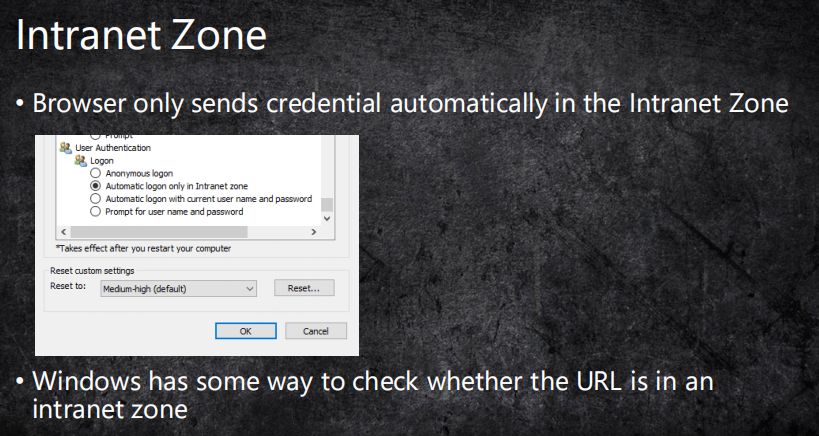 Intranet Zone
• Browser only sends credential automatically in the Intranet Zone
Prompt
User Authentication
Logon
Anonymous logon
Automatic logon only in Intranet zone
Automatic logon with current user name and password
Prompt for user name and password
*Takes effect after you restart your computer
Reset custom settings
Reset to:
Medium-high (default)
Reset...
OK
Cancel
• Windows has some way to check whether the URL is in an
intranet zone